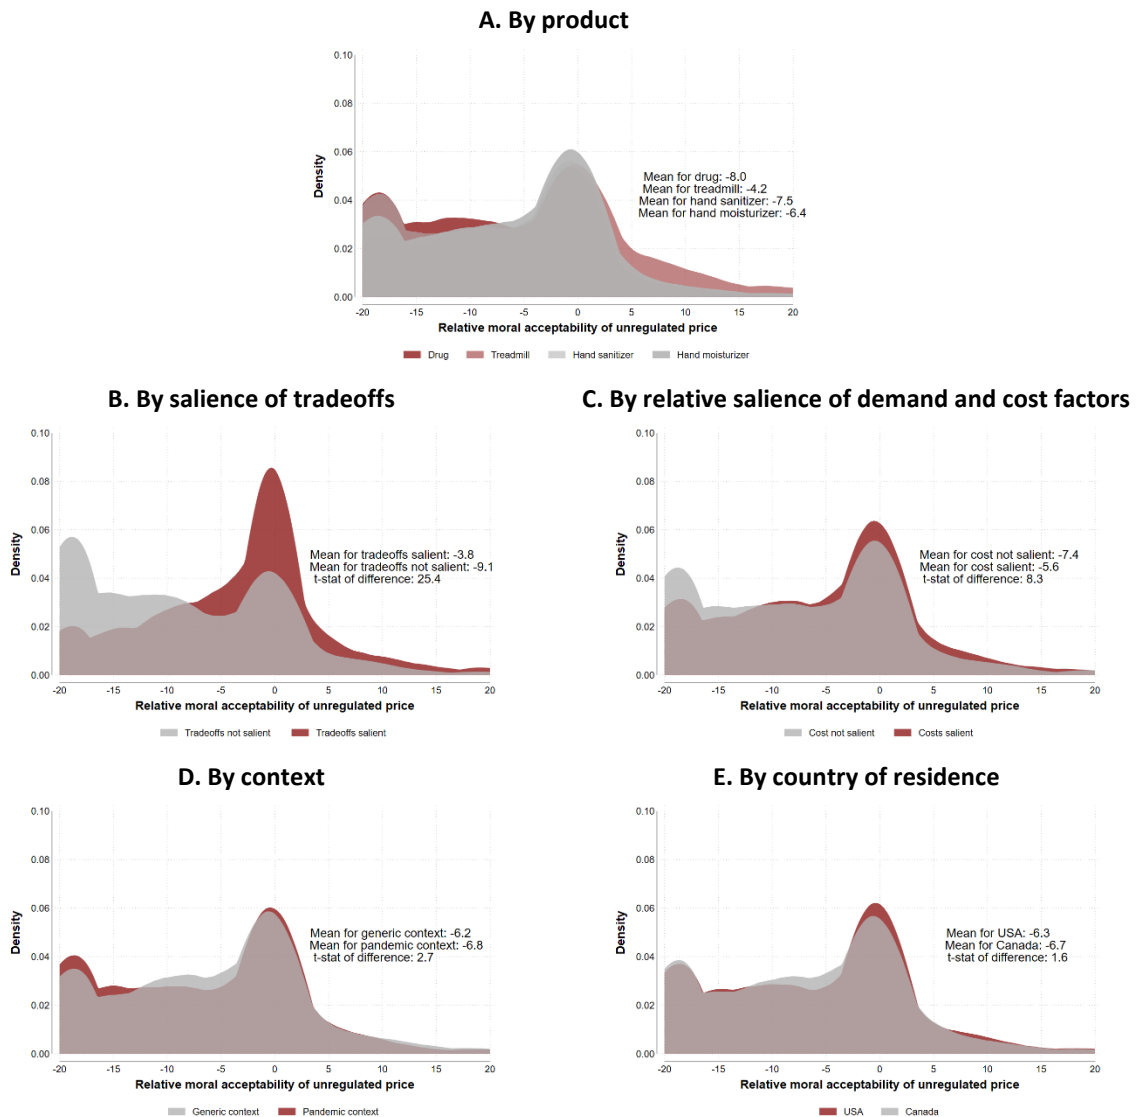 A. By product
0.10
0.08
0.06
0.04
0.02
0.00
Density
Mean for drug: -8.0
Mean for treadmill: -4.2
Mean for hand sanitizer: -7.5
Mean for hand moisturizer: -6.4
-20 -15 -10 -5 0 5 10 15 20
Relative moral acceptability of unregulated price
Drug Treadmill Hand sanitizer Hand moisturizer
B. By salience of tradeoffs
0.10
0.08
0.06
0.04
0.02
0.00
Density
Mean for tradeoffs salient: -3.8
Mean for tradeoffs not salient: -9.1
t-stat of difference: 25.4
-20 -15 -10 -5 0 5 10 15 20
Relative moral acceptability of unregulated price
Tradeoffs not salient Tradeoffs salient
C. By relative salience of demand and cost factors
0.10
0.08
0.06
0.04
0.02
0.00
Density
Mean for cost not salient: -7.4
Mean for cost salient: -5.6
t-stat of difference: 8.3
-20 -15 -10 -5 0 5 10 15 20
Relative moral acceptability of unregulated price
Cost not salient Costs salient
D. By context
0.10
0.08
0.06
0.04
0.02
0.00
Density
Mean for generic context: -6.2
Mean for pandemic context: -6.8
t-stat of difference: 2.7
-20 -15 -10 -5 0 5 10 15 20
Relative moral acceptability of unregulated price
Generic context Pandemic context
E. By country of residence
0.10
0.08
0.06
0.04
0.02
0.00
Density
Mean for USA: -6.3
Mean for Canada: -6.7
t-stat of difference: 1.6
-20 -15 -10 -5 0 5 10 15 20
Relative moral acceptability of unregulated price
USA Canada